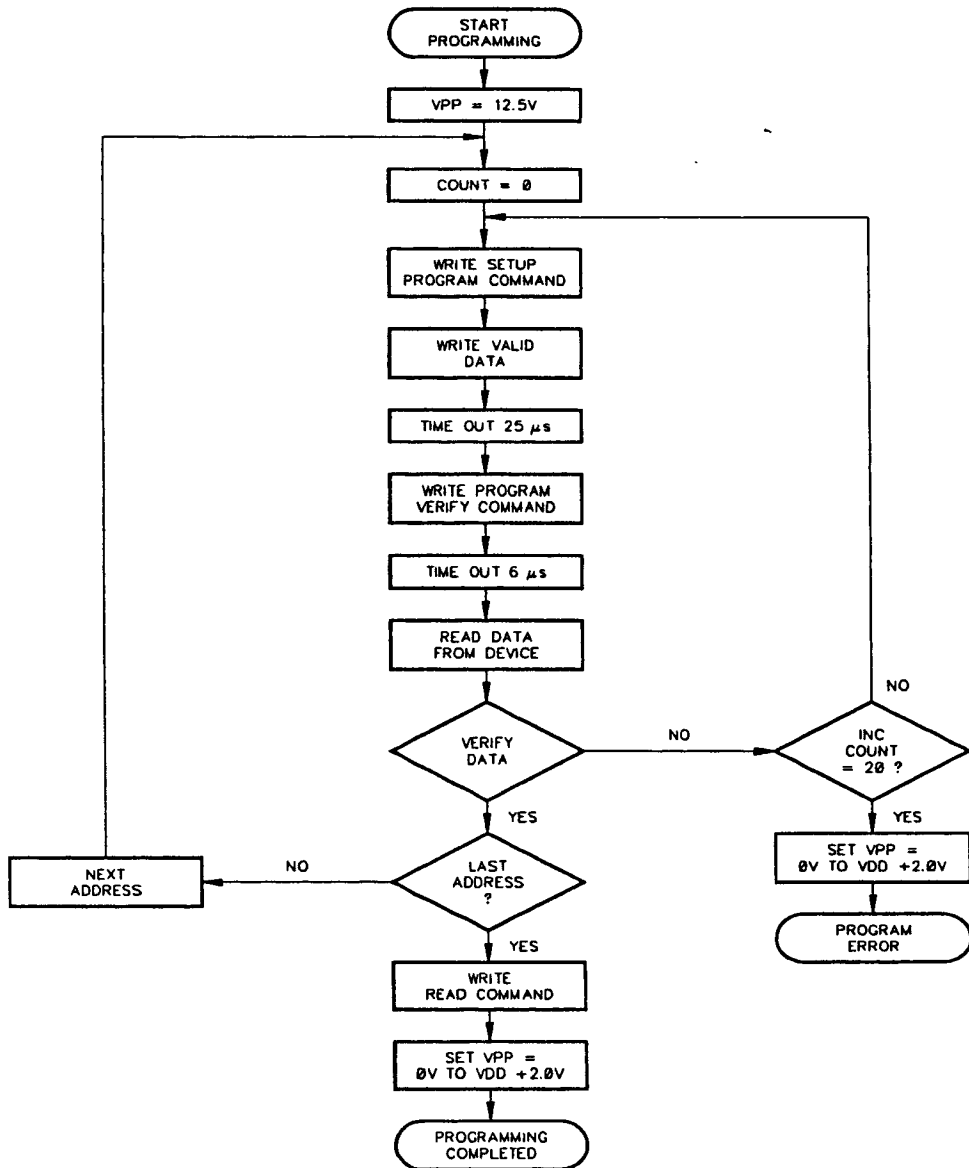 START
PROGRAMMING
VPP = 12.5V
COUNT = 0
WRITE SETUP
PROGRAM COMMAND
WRITE VALID
DATA
TIME OUT 25 μs
WRITE PROGRAM
VERIFY COMMAND
TIME OUT 6 μs
READ DATA
FROM DEVICE
VERIFY
DATA
NO
INC
COUNT
= 20 ?
NO
YES
SET VPP =
0V TO VDD +2.0V
PROGRAM
ERROR
YES
LAST
ADDRESS
?
NO
NEXT
ADDRESS
YES
WRITE
READ COMMAND
SET VPP =
0V TO VDD +2.0V
PROGRAMMING
COMPLETED